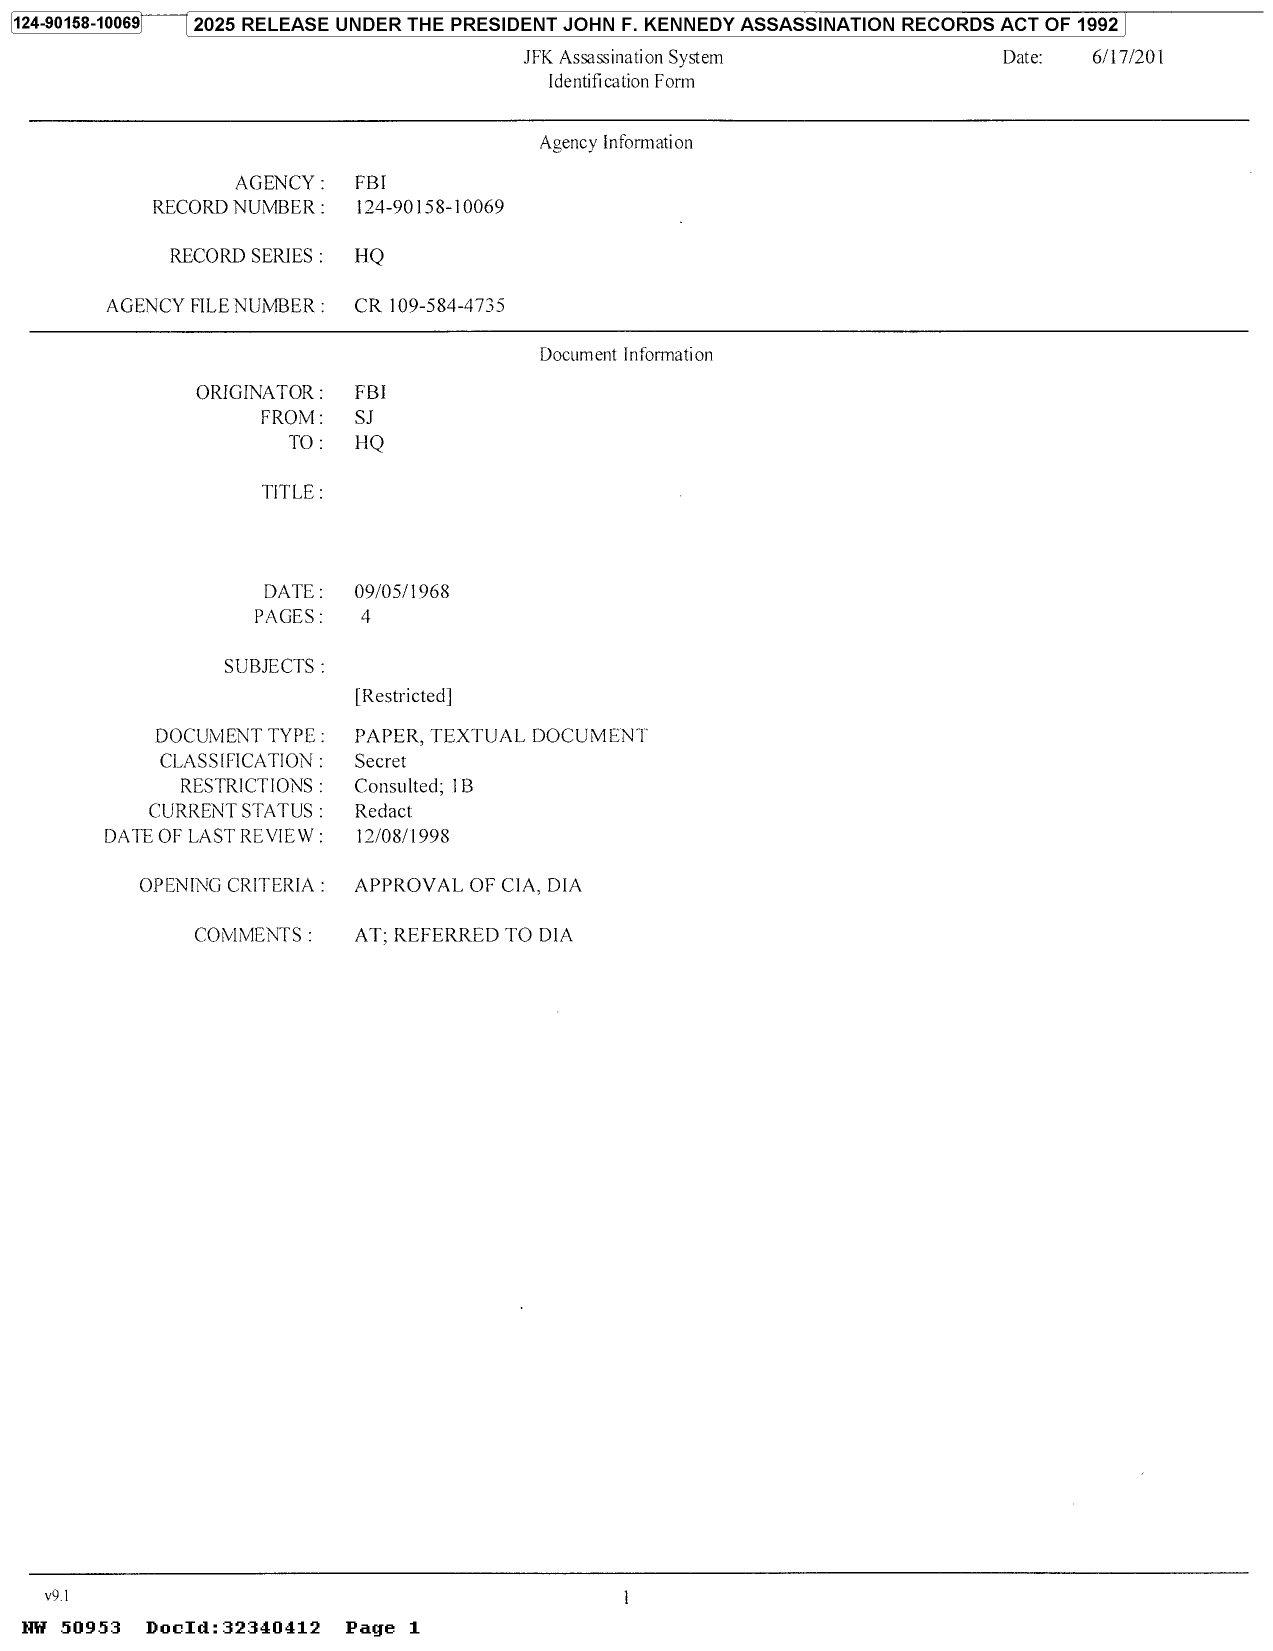 124-90158-10069 2025 RELEASE UNDER THE PRESIDENT JOHN F. KENNEDY ASSASSINATION RECORDS ACT OF 1992
JFK Assassination System Date: 6/17/201
Identification Form
Agency Information
AGENCY : FBI
RECORD NUMBER : 124-90158-10069
RECORD SERIES : HQ
AGENCY FILE NUMBER : CR 109-584-4735
Document Information
ORIGINATOR : FBI
FROM : SJ
TO : HQ
TITLE :
DATE : 09/05/1968
PAGES : 4
SUBJECTS :
[Restricted]
DOCUMENT TYPE : PAPER, TEXTUAL DOCUMENT
CLASSIFICATION : Secret
RESTRICTIONS : Consulted; 1B
CURRENT STATUS : Redact
DATE OF LAST REVIEW : 12/08/1998
OPENING CRITERIA : APPROVAL OF CIA, DIA
COMMENTS : AT; REFERRED TO DIA
v9.1 1
NW 50953 DocId:32340412 Page 1